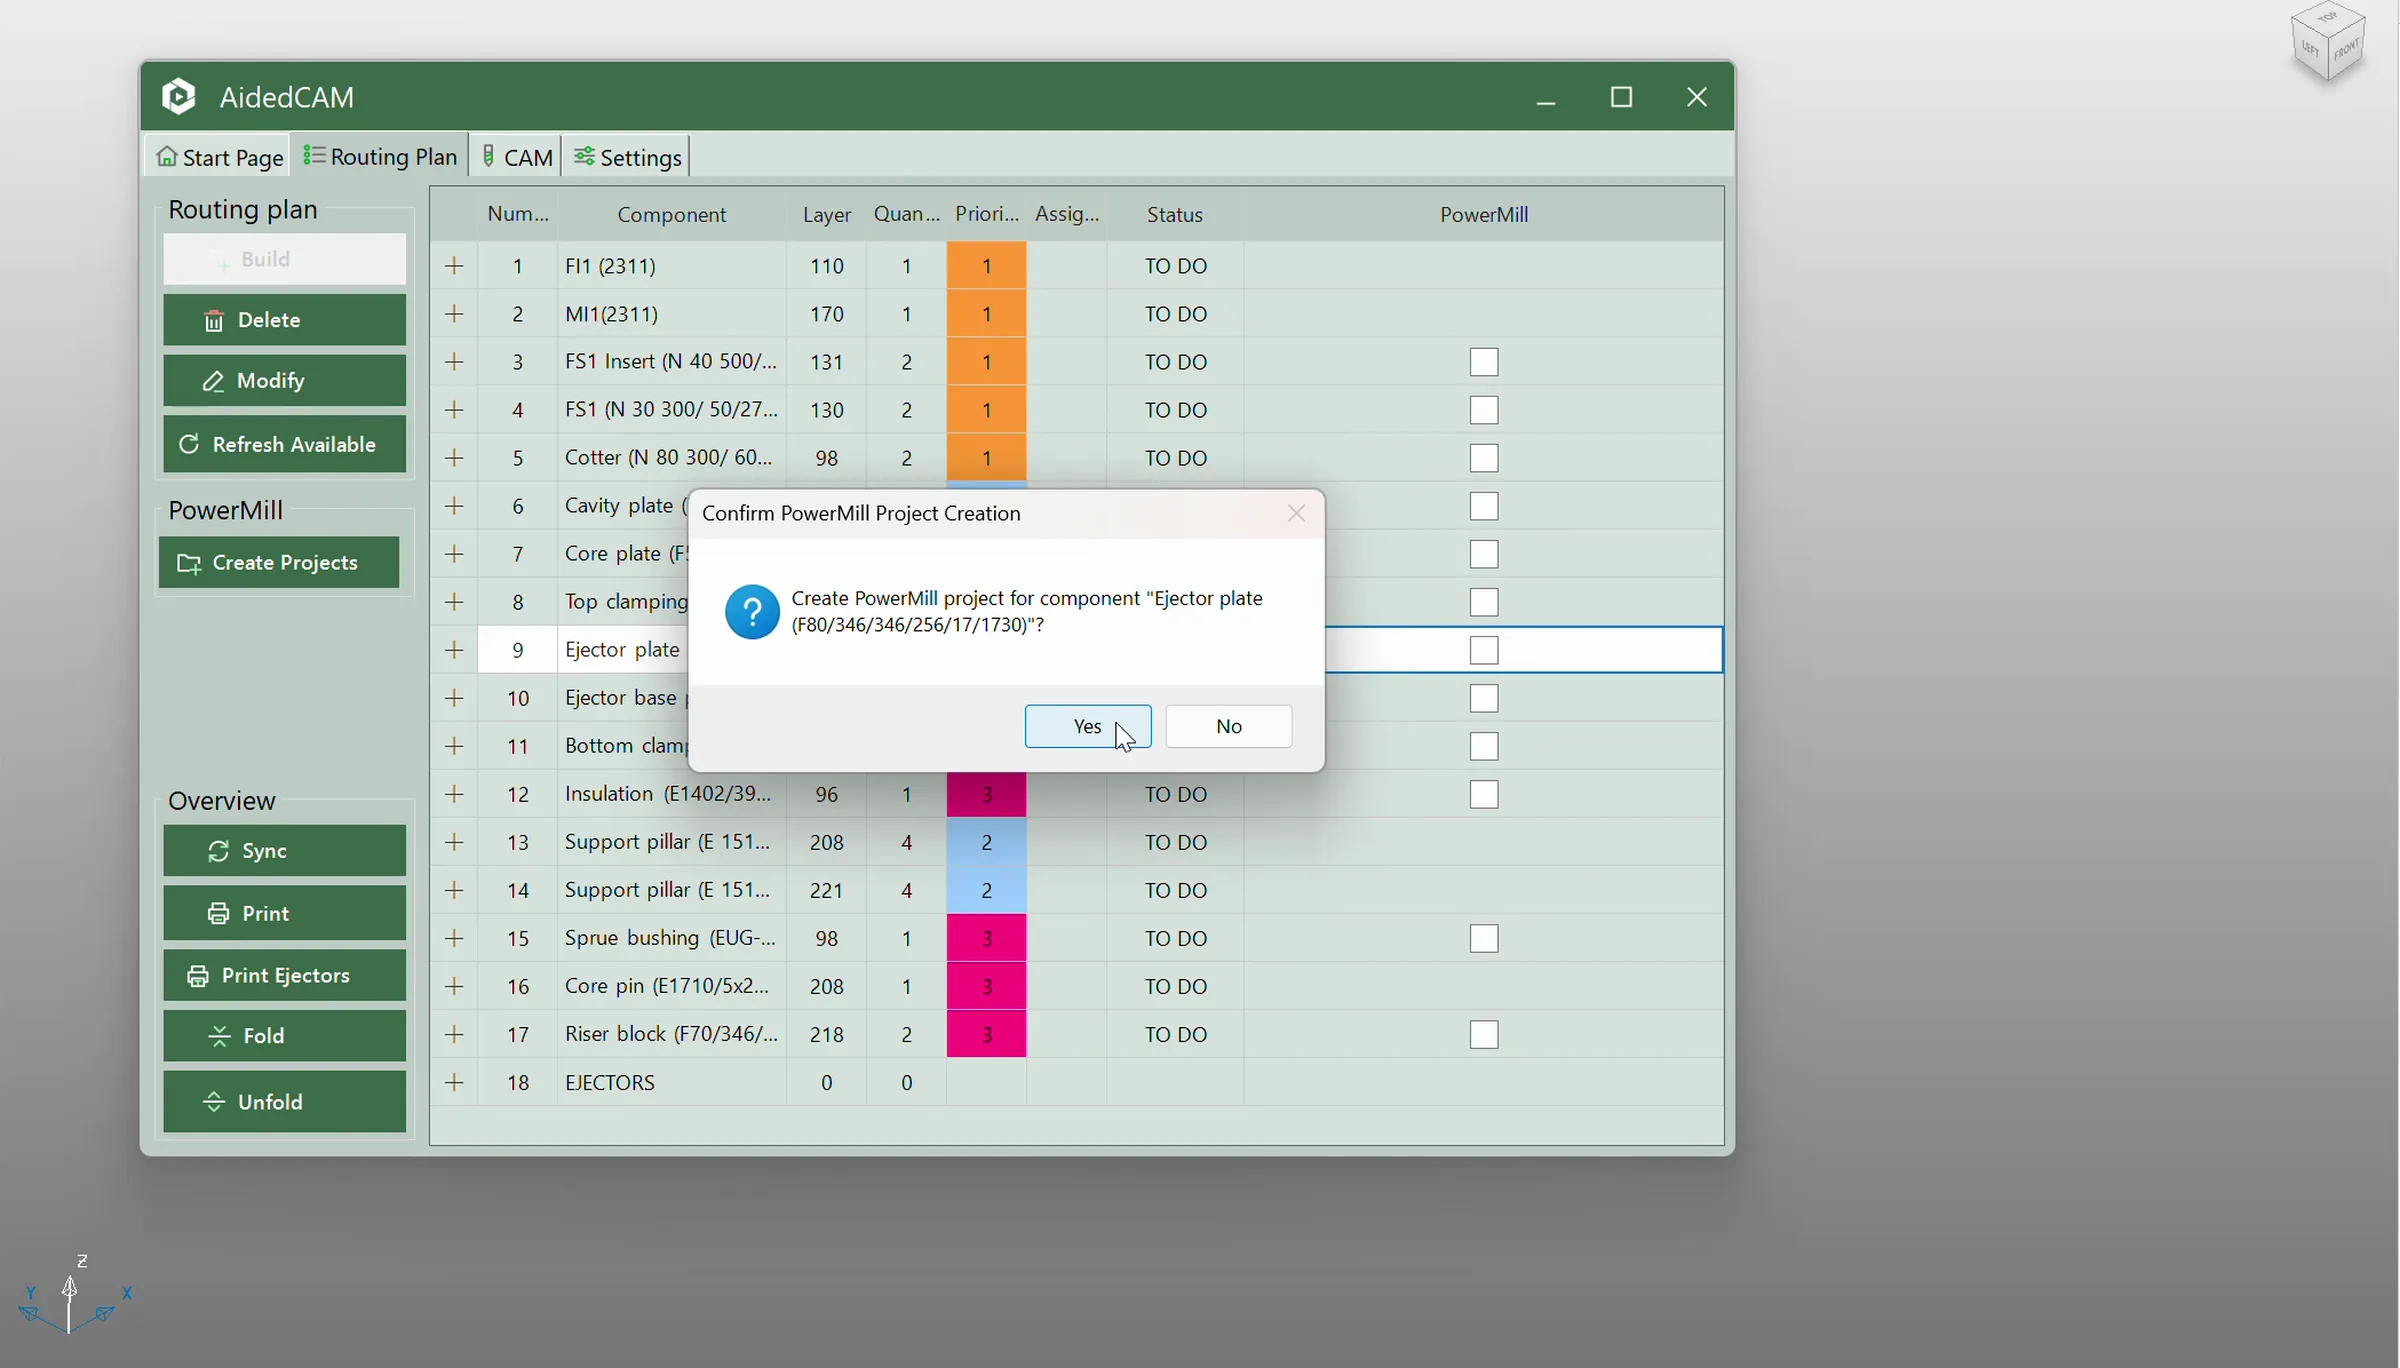 TOP
LEFT FRONT
AidedCAM
Start Page Routing Plan CAM Settings
Routing plan
Build
Delete
Modify
Refresh Available
PowerMill
Create Projects
Overview
Sync
Print
Print Ejectors
Fold
Unfold
Num... Component Layer Quan... Priori... Assig... Status PowerMill
1 FI1 (2311) 110 1 1 TO DO
2 MI1(2311) 170 1 1 TO DO
3 FS1 Insert (N 40 500/... 131 2 1 TO DO
4 FS1 (N 30 300/ 50/27... 130 2 1 TO DO
5 Cotter (N 80 300/ 60... 98 2 1 TO DO
6 Cavity plate (
7 Core plate (F5
8 Top clamping
9 Ejector plate
10 Ejector base p
11 Bottom clamp
12 Insulation (E1402/39... 96 1 3 TO DO
13 Support pillar (E 151... 208 4 2 TO DO
14 Support pillar (E 151... 221 4 2 TO DO
15 Sprue bushing (EUG-... 98 1 3 TO DO
16 Core pin (E1710/5x2... 208 1 3 TO DO
17 Riser block (F70/346/... 218 2 3 TO DO
18 EJECTORS 0 0
Confirm PowerMill Project Creation
Create PowerMill project for component "Ejector plate
(F80/346/346/256/17/1730)"?
Yes No
Z
Y X